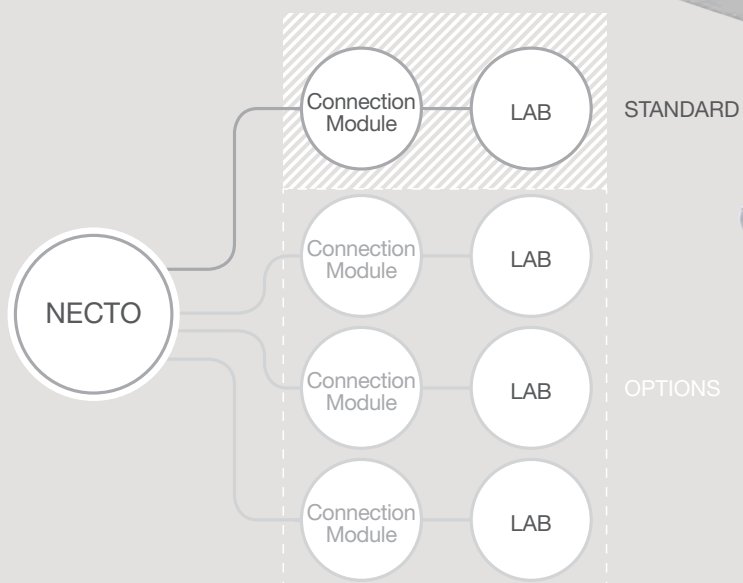 Connection
Module
LAB
STANDARD
Connection
Module
LAB
NECTO
Connection
Module
LAB
OPTIONS
Connection
Module
LAB